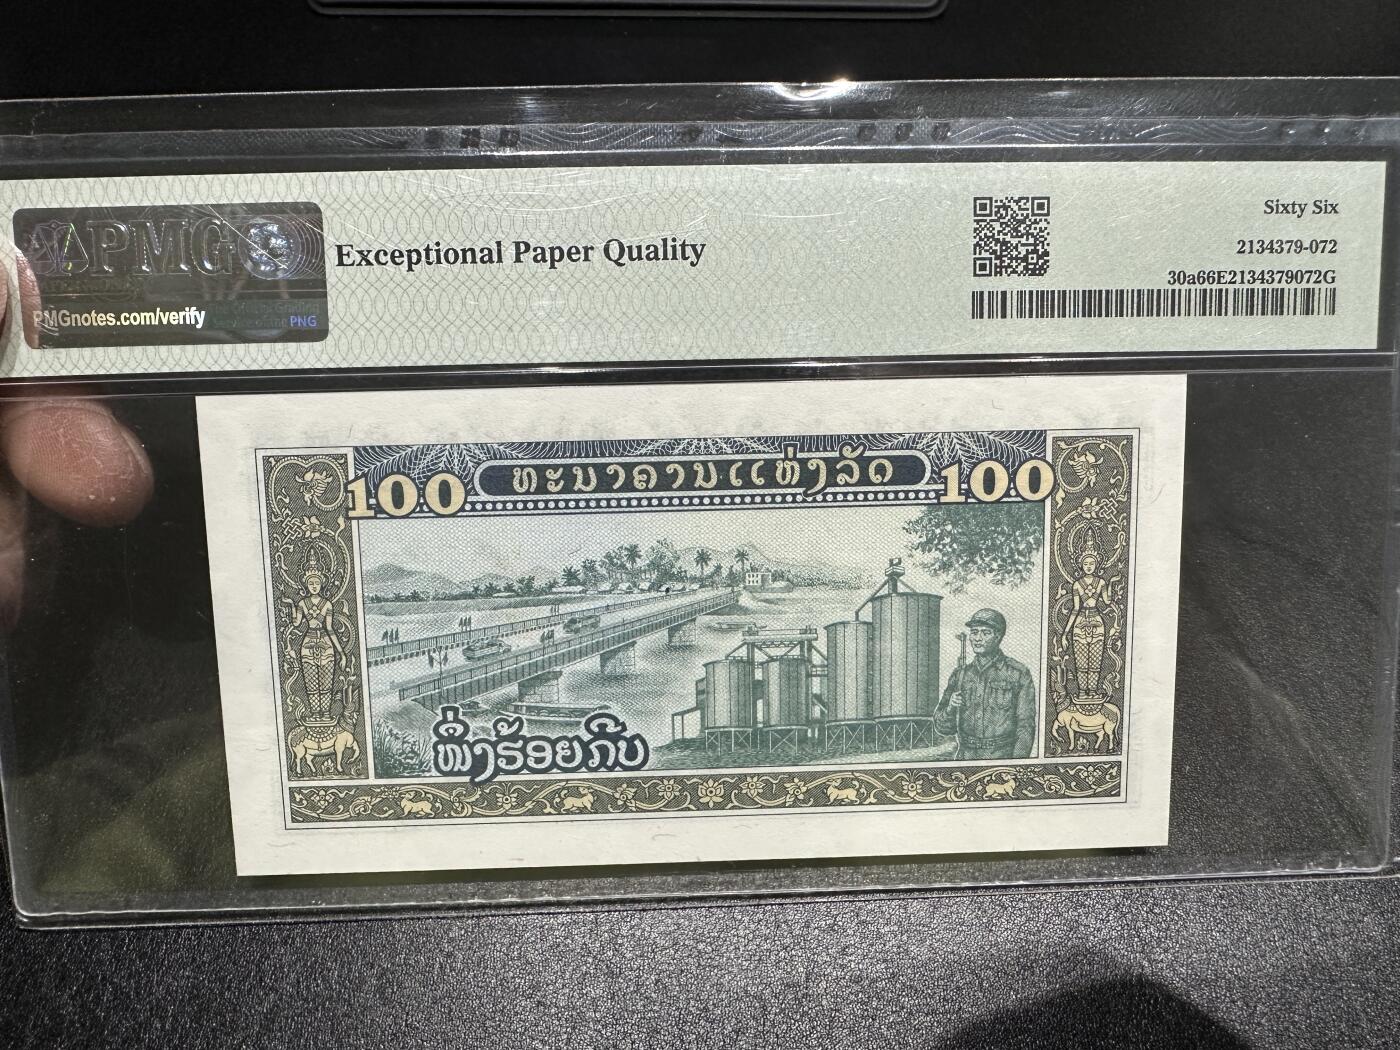 PMG
PMGnotes.com/verify
PNG
Exceptional Paper Quality
Sixty Six
2134379-072
30a66E2134379072G
100 ທະນາຄານແຫ່ງລັດ 100
ໜຶ່ງຮ້ອຍກີບ